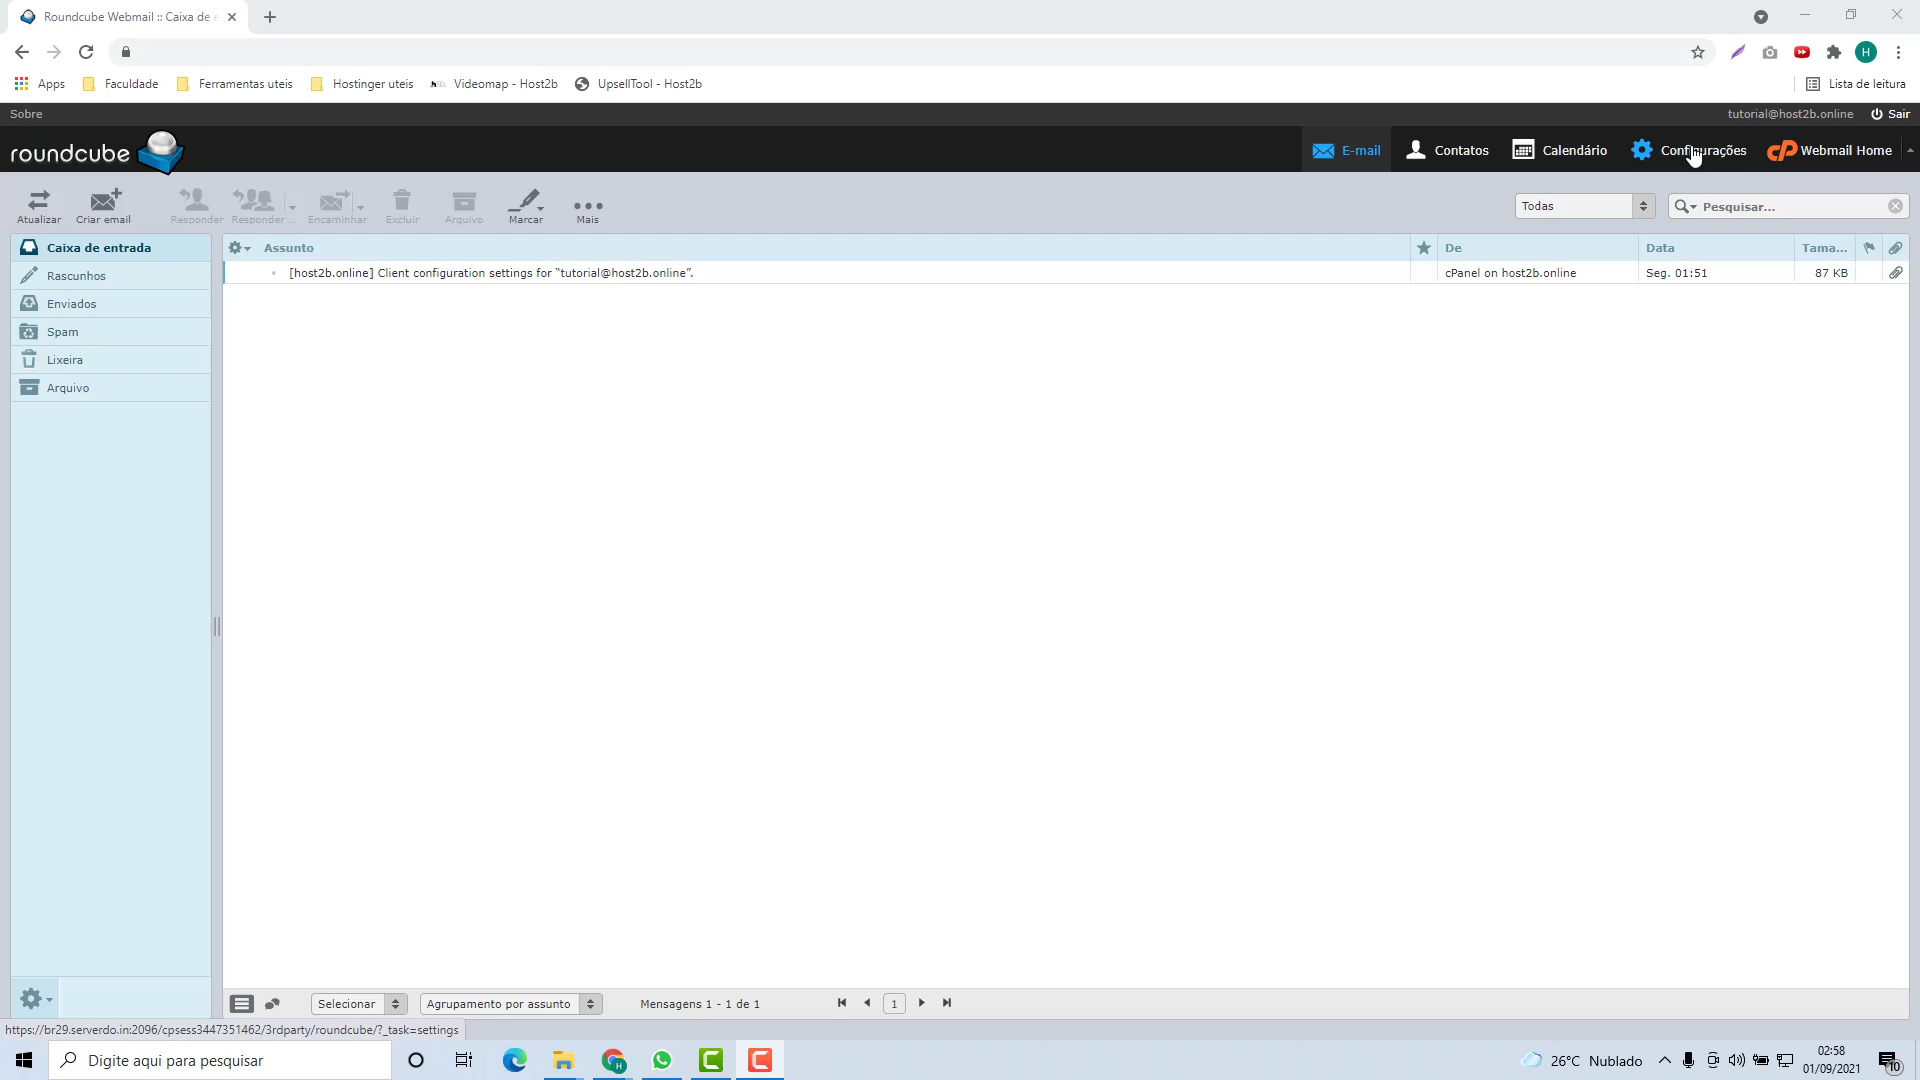 Roundcube Webmail :: Caixa de e
Apps
Faculdade
Ferramentas uteis
Hostinger uteis
Videomap - Host2b
UpsellTool - Host2b
Lista de leitura
H
Sobre
tutorial@host2b.online
Sair
roundcube
E-mail
Contatos
Calendário
Configurações
cP Webmail Home
Atualizar
Criar email
Responder
Responder ...
Encaminhar
Excluir
Arquivo
Marcar
Mais
Todas
Pesquisar...
Caixa de entrada
Rascunhos
Enviados
Spam
Lixeira
Arquivo
Assunto
De
Data
Tama...
[host2b.online] Client configuration settings for “tutorial@host2b.online”.
cPanel on host2b.online
Seg. 01:51
87 KB
Selecionar
Agrupamento por assunto
Mensagens 1 - 1 de 1
1
https://br29.serverdo.in:2096/cpsess3447351462/3rdparty/roundcube/?_task=settings
Digite aqui para pesquisar
26°C Nublado
02:58
01/09/2021
10